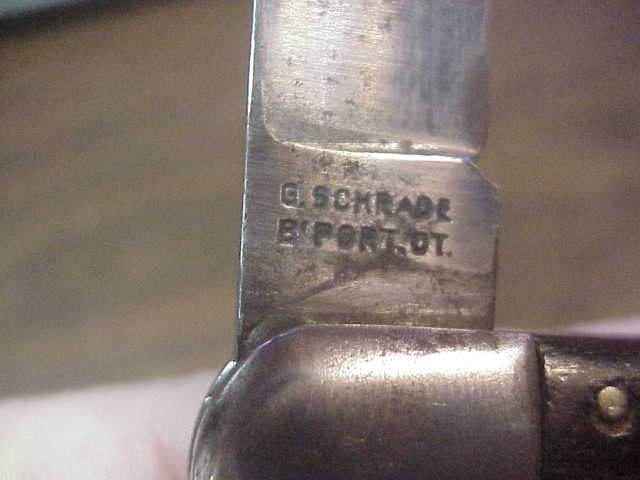 G. SCHRADE
B'PORT, CT.